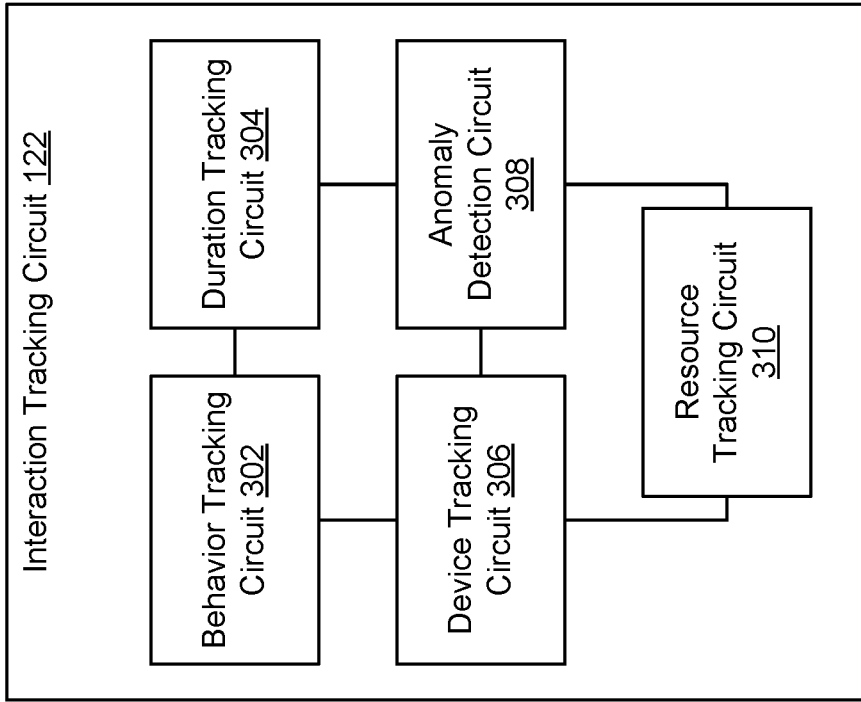 Interaction Tracking Circuit 122
Behavior Tracking
Circuit 302
Duration Tracking
Circuit 304
Device Tracking
Circuit 306
Anomaly
Detection Circuit
308
Resource
Tracking Circuit
310